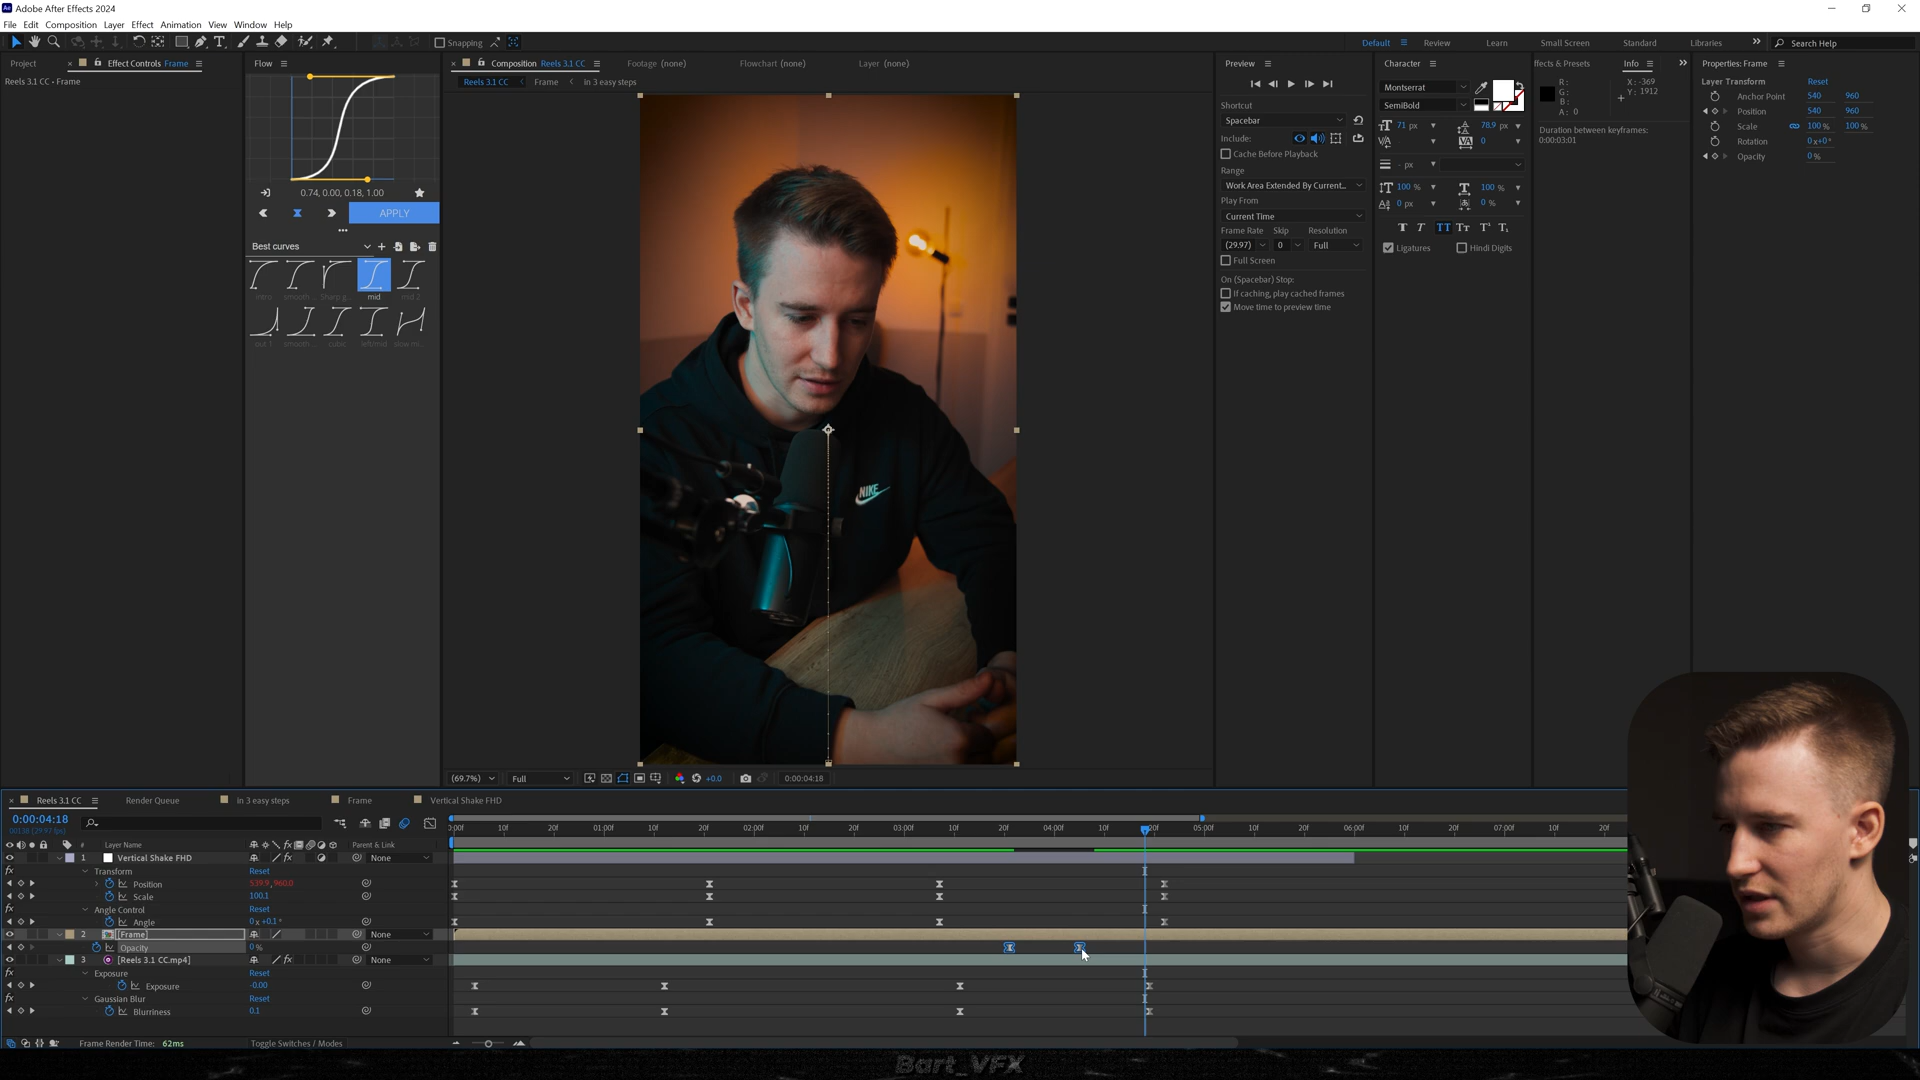 Adobe After Effects 2024
File Edit Composition Layer Effect Animation View Window Help
Snapping
Default Review Learn Small Screen Standard Libraries Search Help
Project Effect Controls Frame
Reels 3.1 CC • Frame
Flow
0.74, 0.00, 0.18, 1.00
APPLY
Best curves
intro smooth ... Sharp g... mid mid 2
out 1 smooth ... cubic left/mid slow mi...
Composition Reels 3.1 CC Footage (none) Flowchart (none) Layer (none)
Reels 3.1 CC Frame in 3 easy steps
NIKE
(69.7%) Full +0.0 0:00:04:18
Preview
Shortcut
Spacebar
Include:
Cache Before Playback
Range
Work Area Extended By Current...
Play From
Current Time
Frame Rate Skip Resolution
(29.97) 0 Full
Full Screen
On (Spacebar) Stop:
If caching, play cached frames
Move time to preview time
Character
Montserrat
SemiBold
71 px 78.9 px
0
- px
100 % 100 %
0 px 0 %
Ligatures Hindi Digits
ffects & Presets Info
R:
G:
B:
A: 0
X: -369
Y: 1912
Duration between keyframes:
0:00:03:01
Properties: Frame
Layer Transform Reset
Anchor Point 540 960
Position 540 960
Scale 100 % 100 %
Rotation 0x+0°
Opacity 0 %
Reels 3.1 CC Render Queue in 3 easy steps Frame Vertical Shake FHD
0:00:04:18
00138 (29.97 fps)
0:00f 10f 20f 01:00f 10f 20f 02:00f 10f 20f 03:00f 10f 20f 04:00f 10f 20f 05:00f 10f 20f 06:00f 10f 20f 07:00f 10f 20f
# Layer Name Parent & Link
1 Vertical Shake FHD None
Transform Reset
Position 539.9,960.0
Scale 100.1
Angle Control Reset
Angle 0x+0.1°
2 [Frame] None
Opacity 0 %
3 [Reels 3.1 CC.mp4] None
Exposure Reset
Exposure -0.00
Gaussian Blur Reset
Blurriness 0.1
Frame Render Time: 62ms Toggle Switches / Modes
Bart_VFX